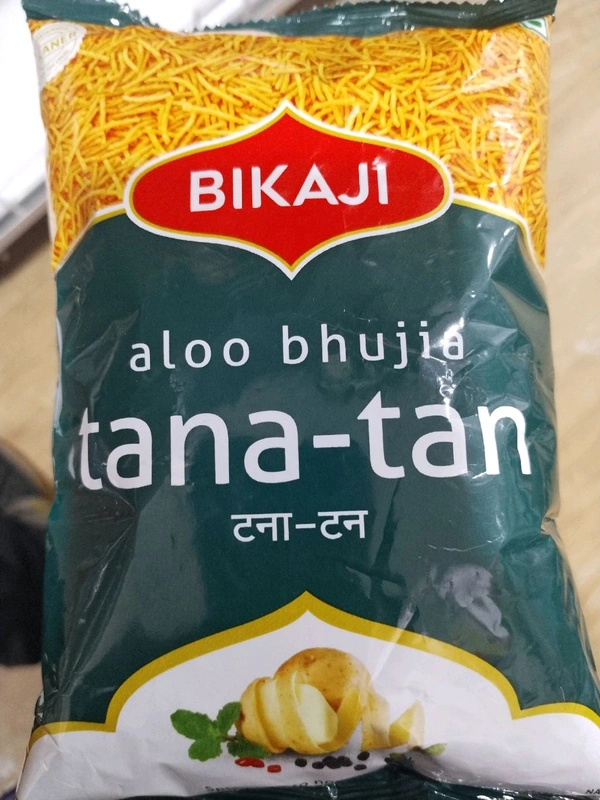 BIKAJI
aloo bhujia
tana-tan
टना-टन